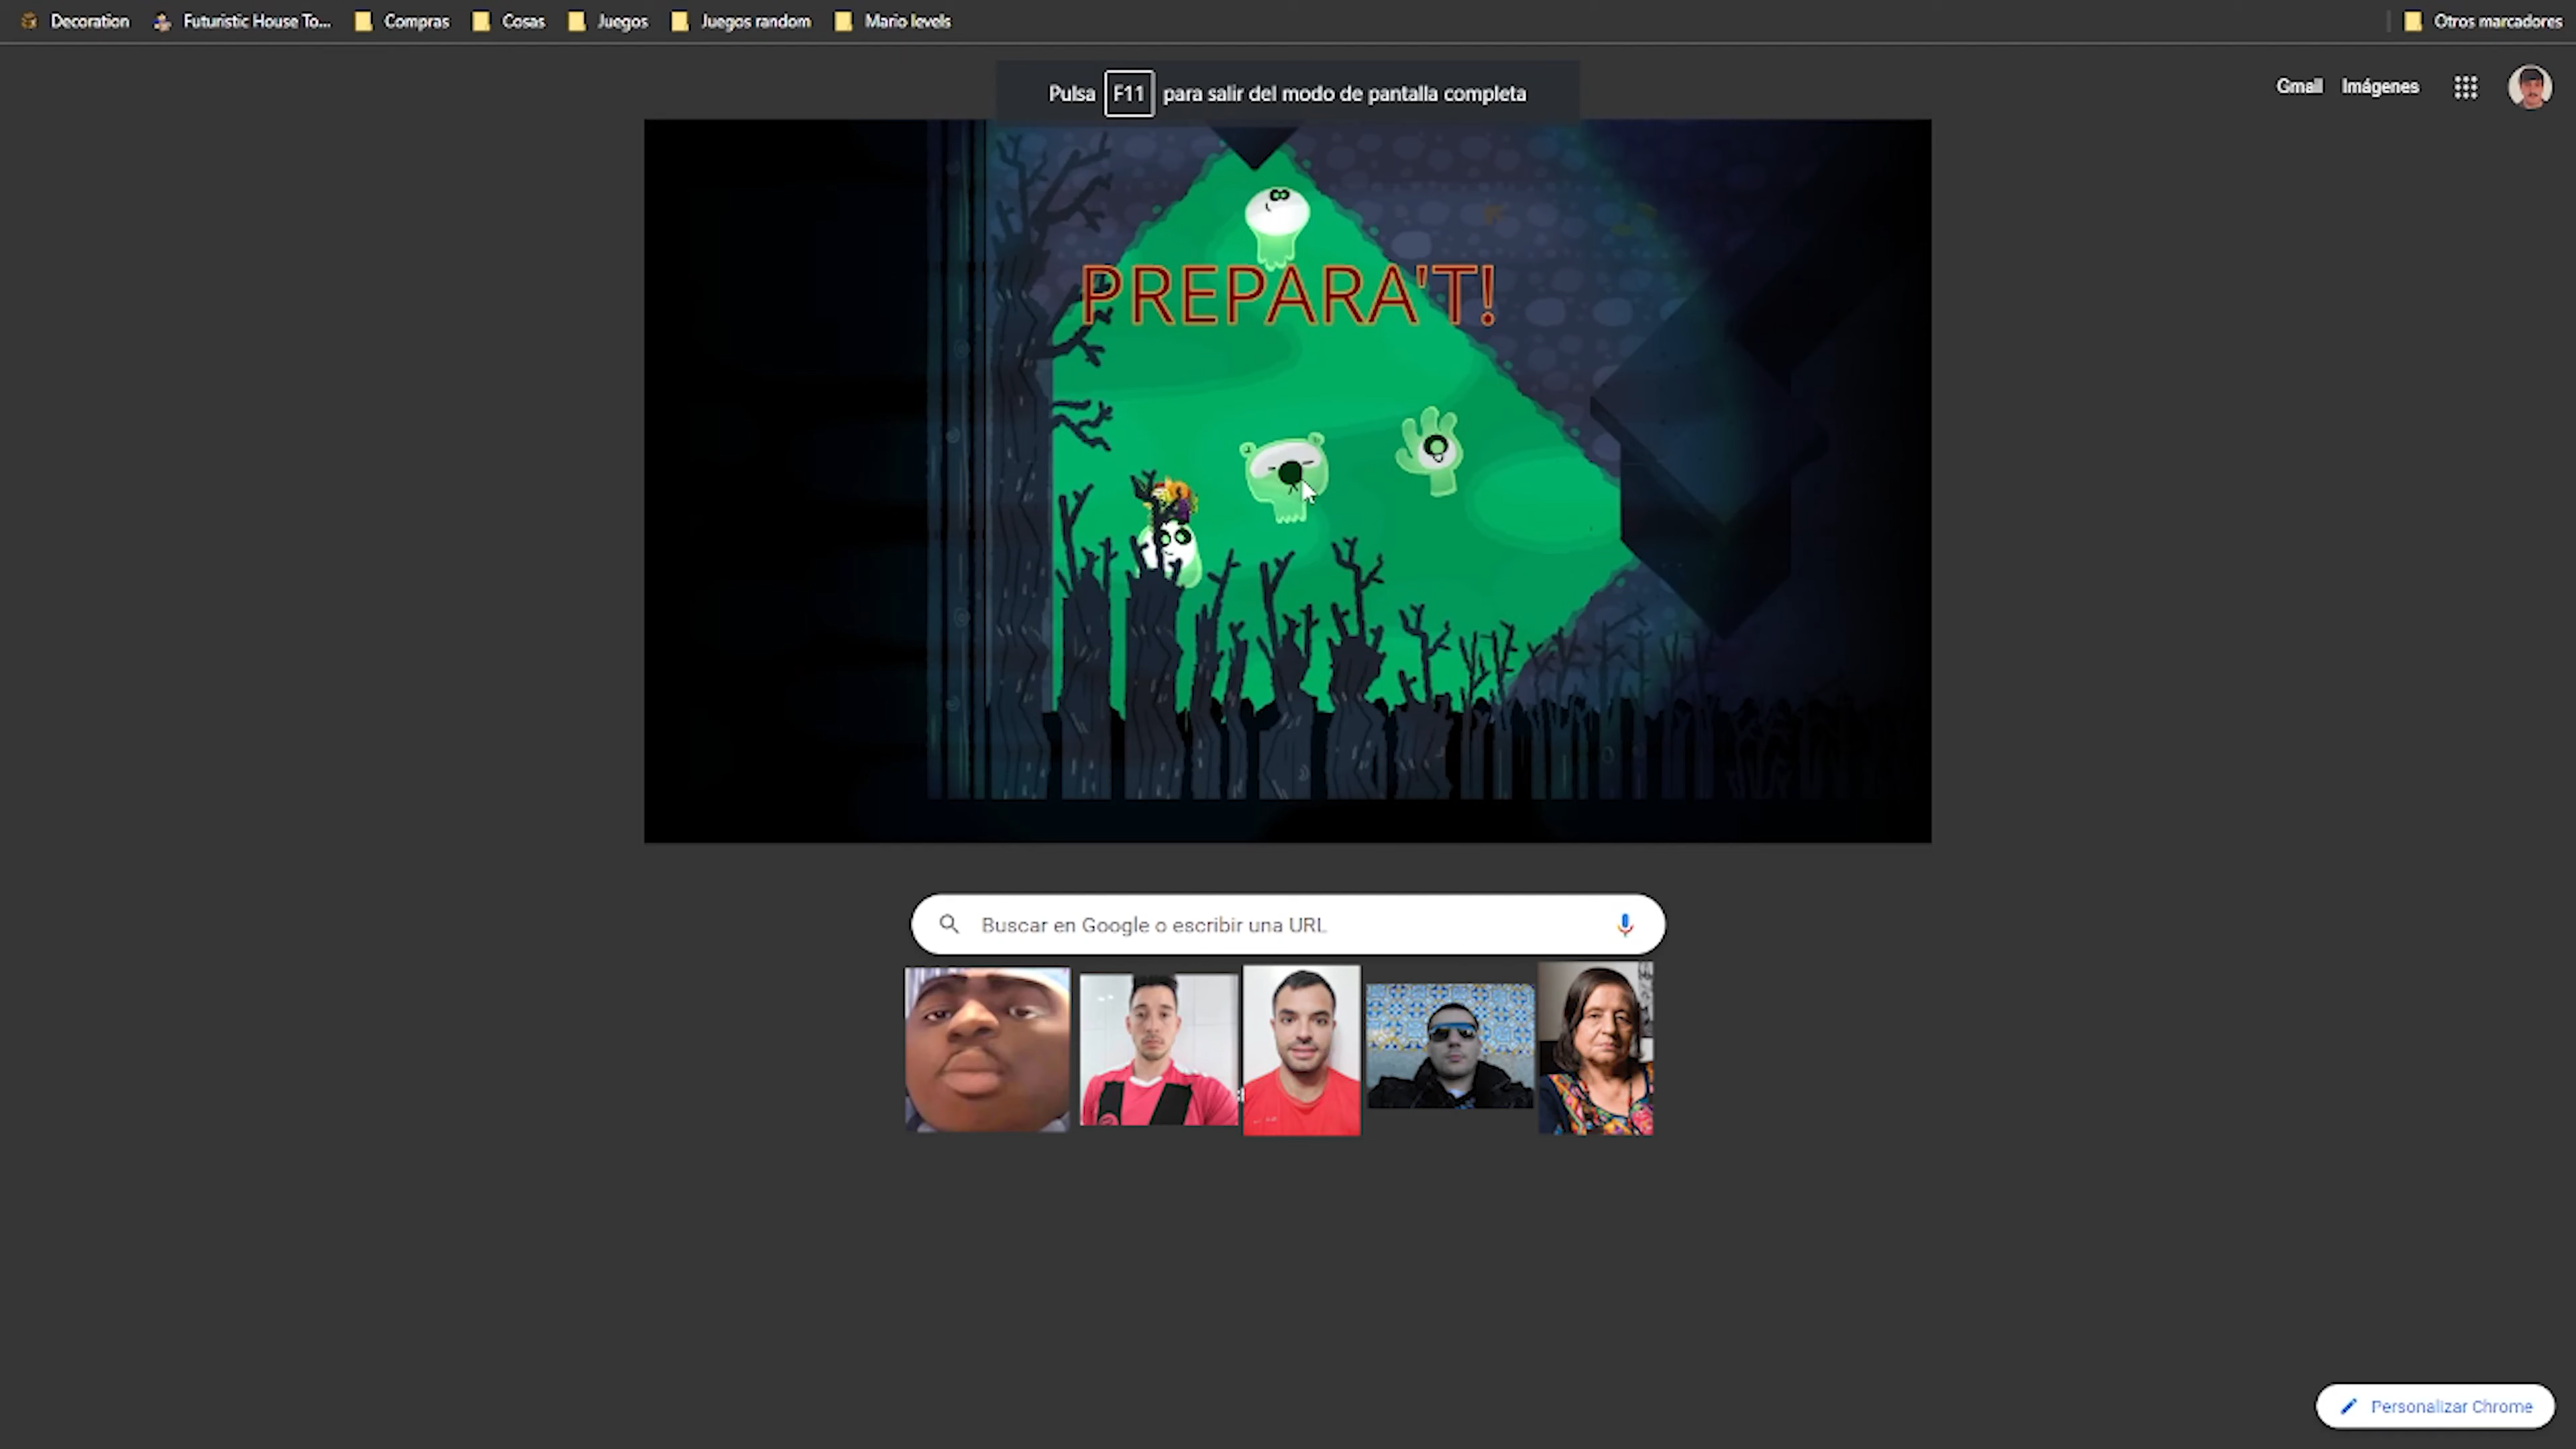 Decoration
Futuristic House To...
Compras
Cosas
Juegos
Juegos random
Mario levels
Otros marcadores
Pulsa F11 para salir del modo de pantalla completa
Gmail
Imágenes
PREPARA'T!
Buscar en Google o escribir una URL
Personalizar Chrome